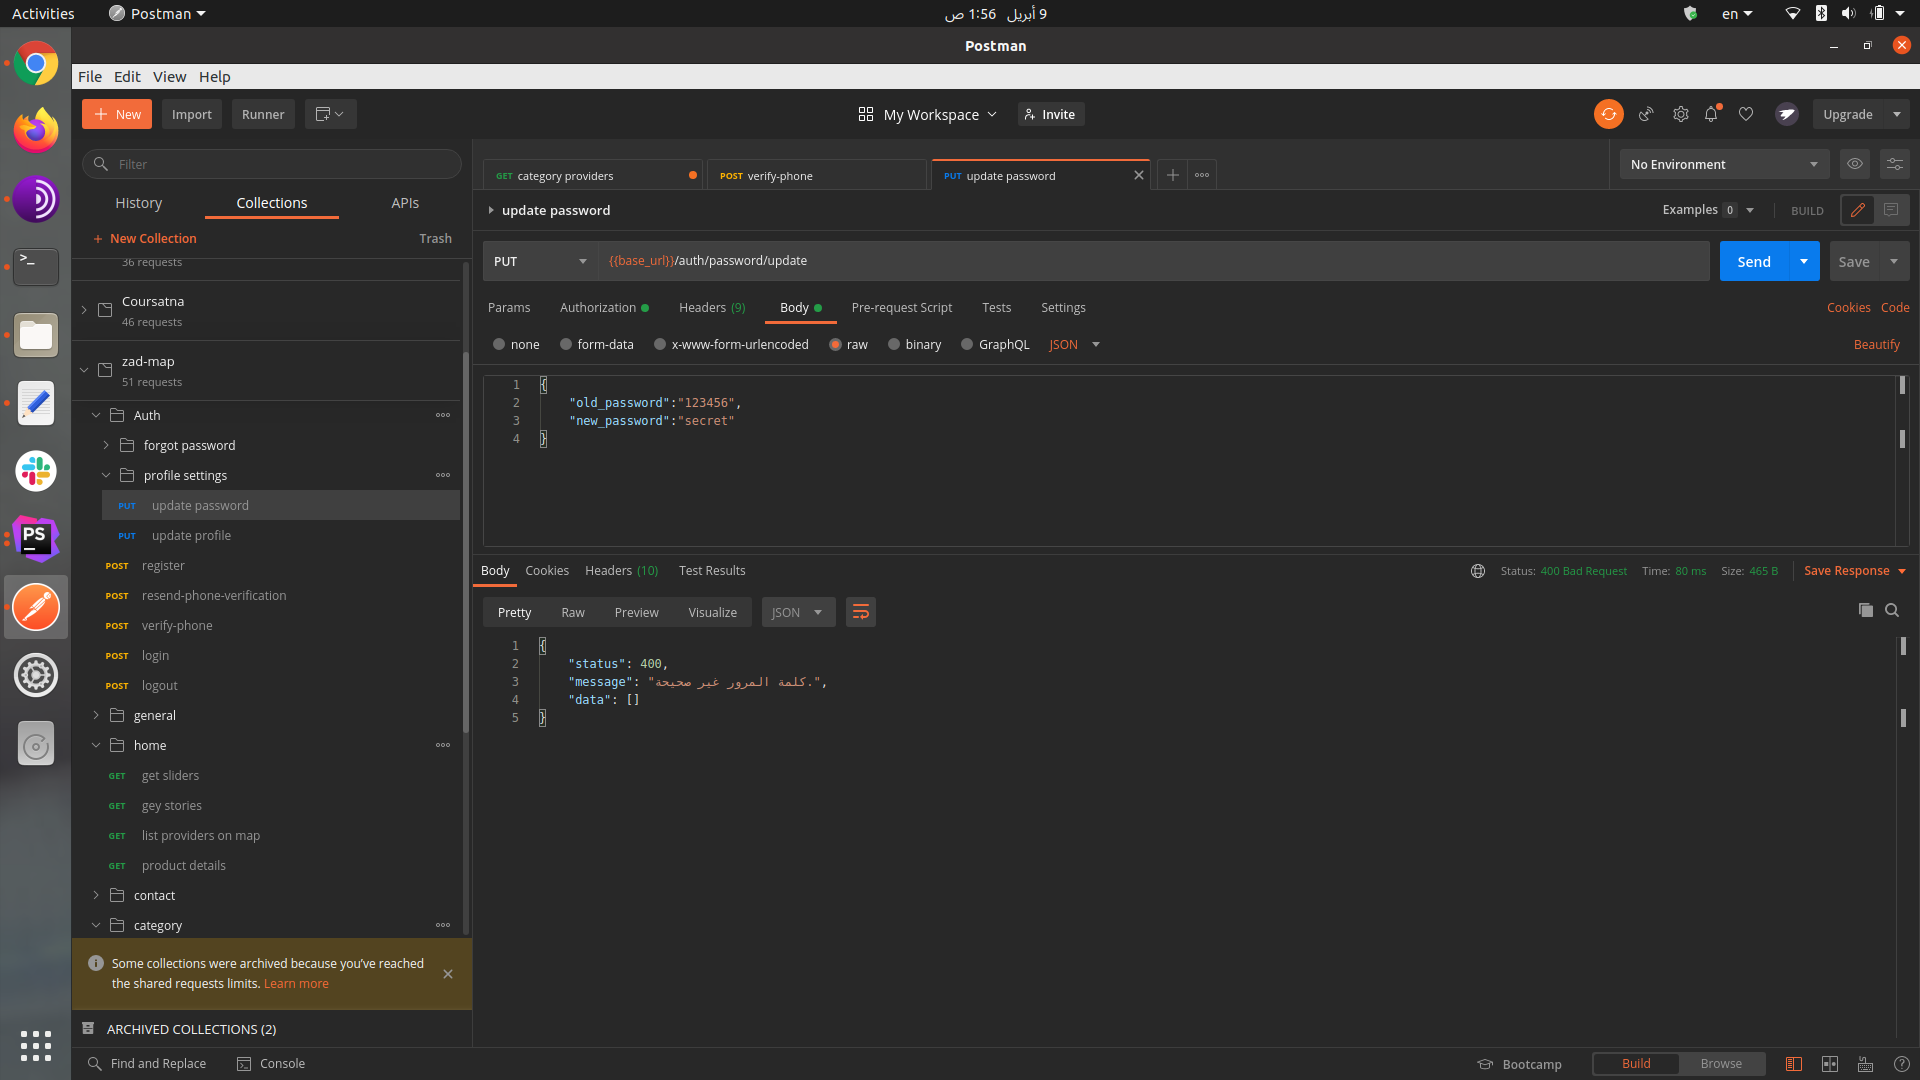 Activities
Postman
9 أبريل 1:56 ص
en
Postman
File Edit View Help
New
Import
Runner
My Workspace
Invite
Upgrade
Filter
History
Collections
APIs
New Collection
Trash
36 requests
Coursatna
46 requests
zad-map
51 requests
Auth
forgot password
profile settings
PUT update password
PUT update profile
POST register
POST resend-phone-verification
POST verify-phone
POST login
POST logout
general
home
GET get sliders
GET gey stories
GET list providers on map
GET product details
contact
category
Some collections were archived because you've reached
the shared requests limits. Learn more
ARCHIVED COLLECTIONS (2)
GET category providers
POST verify-phone
PUT update password
No Environment
update password
Examples 0
BUILD
PUT
{{base_url}}/auth/password/update
Send
Save
Params
Authorization
Headers (9)
Body
Pre-request Script
Tests
Settings
Cookies
Code
none
form-data
x-www-form-urlencoded
raw
binary
GraphQL
JSON
Beautify
1 {
2 "old_password":"123456",
3 "new_password":"secret"
4 }
Body
Cookies
Headers (10)
Test Results
Status: 400 Bad Request
Time: 80 ms
Size: 465 B
Save Response
Pretty
Raw
Preview
Visualize
JSON
1 {
2 "status": 400,
3 "message": "كلمة المرور غير صحيحة.",
4 "data": []
5 }
Find and Replace
Console
Bootcamp
Build
Browse
>_
PS